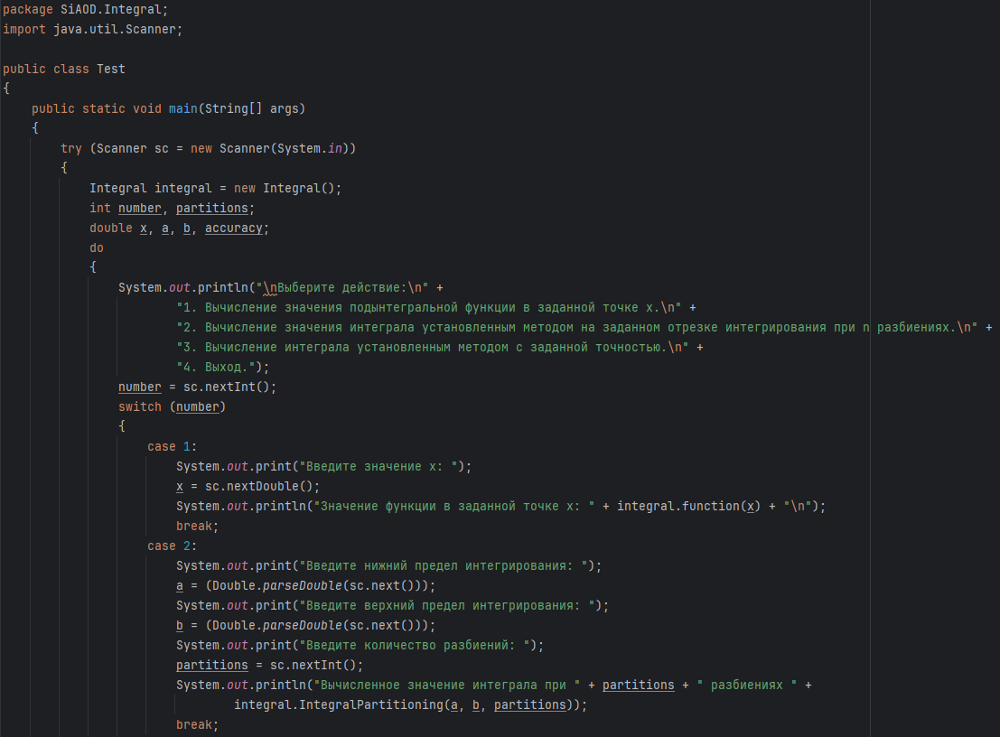 package SiAOD.Integral;
import java.util.Scanner;

public class Test
{
    public static void main(String[] args)
    {
        try (Scanner sc = new Scanner(System.in))
        {
            Integral integral = new Integral();
            int number, partitions;
            double x, a, b, accuracy;
            do
            {
                System.out.println("\nВыберите действие:\n" +
                        "1. Вычисление значения подынтегральной функции в заданной точке x.\n" +
                        "2. Вычисление значения интеграла установленным методом на заданном отрезке интегрирования при n разбиениях.\n" +
                        "3. Вычисление интеграла установленным методом с заданной точностью.\n" +
                        "4. Выход.");
                number = sc.nextInt();
                switch (number)
                {
                    case 1:
                        System.out.print("Введите значение x: ");
                        x = sc.nextDouble();
                        System.out.println("Значение функции в заданной точке x: " + integral.function(x) + "\n");
                        break;
                    case 2:
                        System.out.print("Введите нижний предел интегрирования: ");
                        a = (Double.parseDouble(sc.next()));
                        System.out.print("Введите верхний предел интегрирования: ");
                        b = (Double.parseDouble(sc.next()));
                        System.out.print("Введите количество разбиений: ");
                        partitions = sc.nextInt();
                        System.out.println("Вычисленное значение интеграла при " + partitions + " разбиениях " +
                                integral.IntegralPartitioning(a, b, partitions));
                        break;